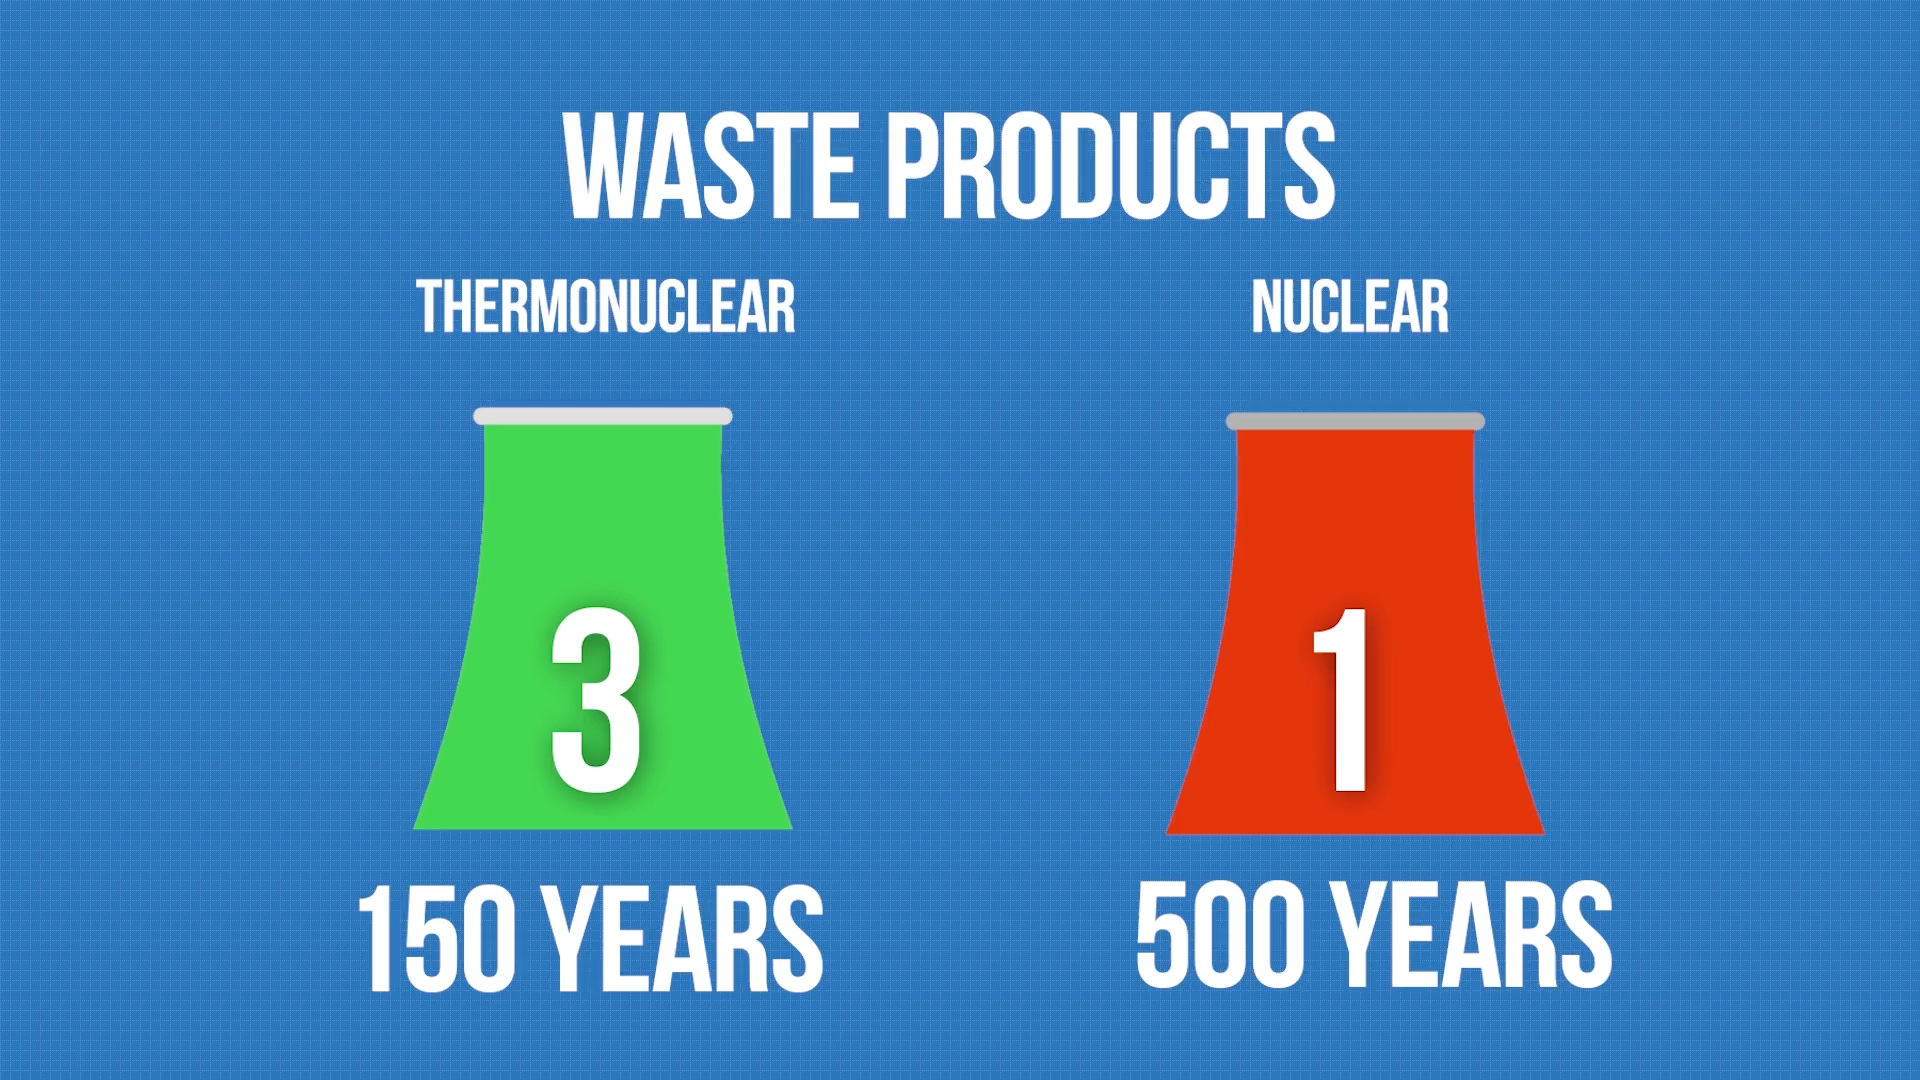 WASTE PRODUCTS
THERMONUCLEAR
NUCLEAR
3
1
150 YEARS
500 YEARS